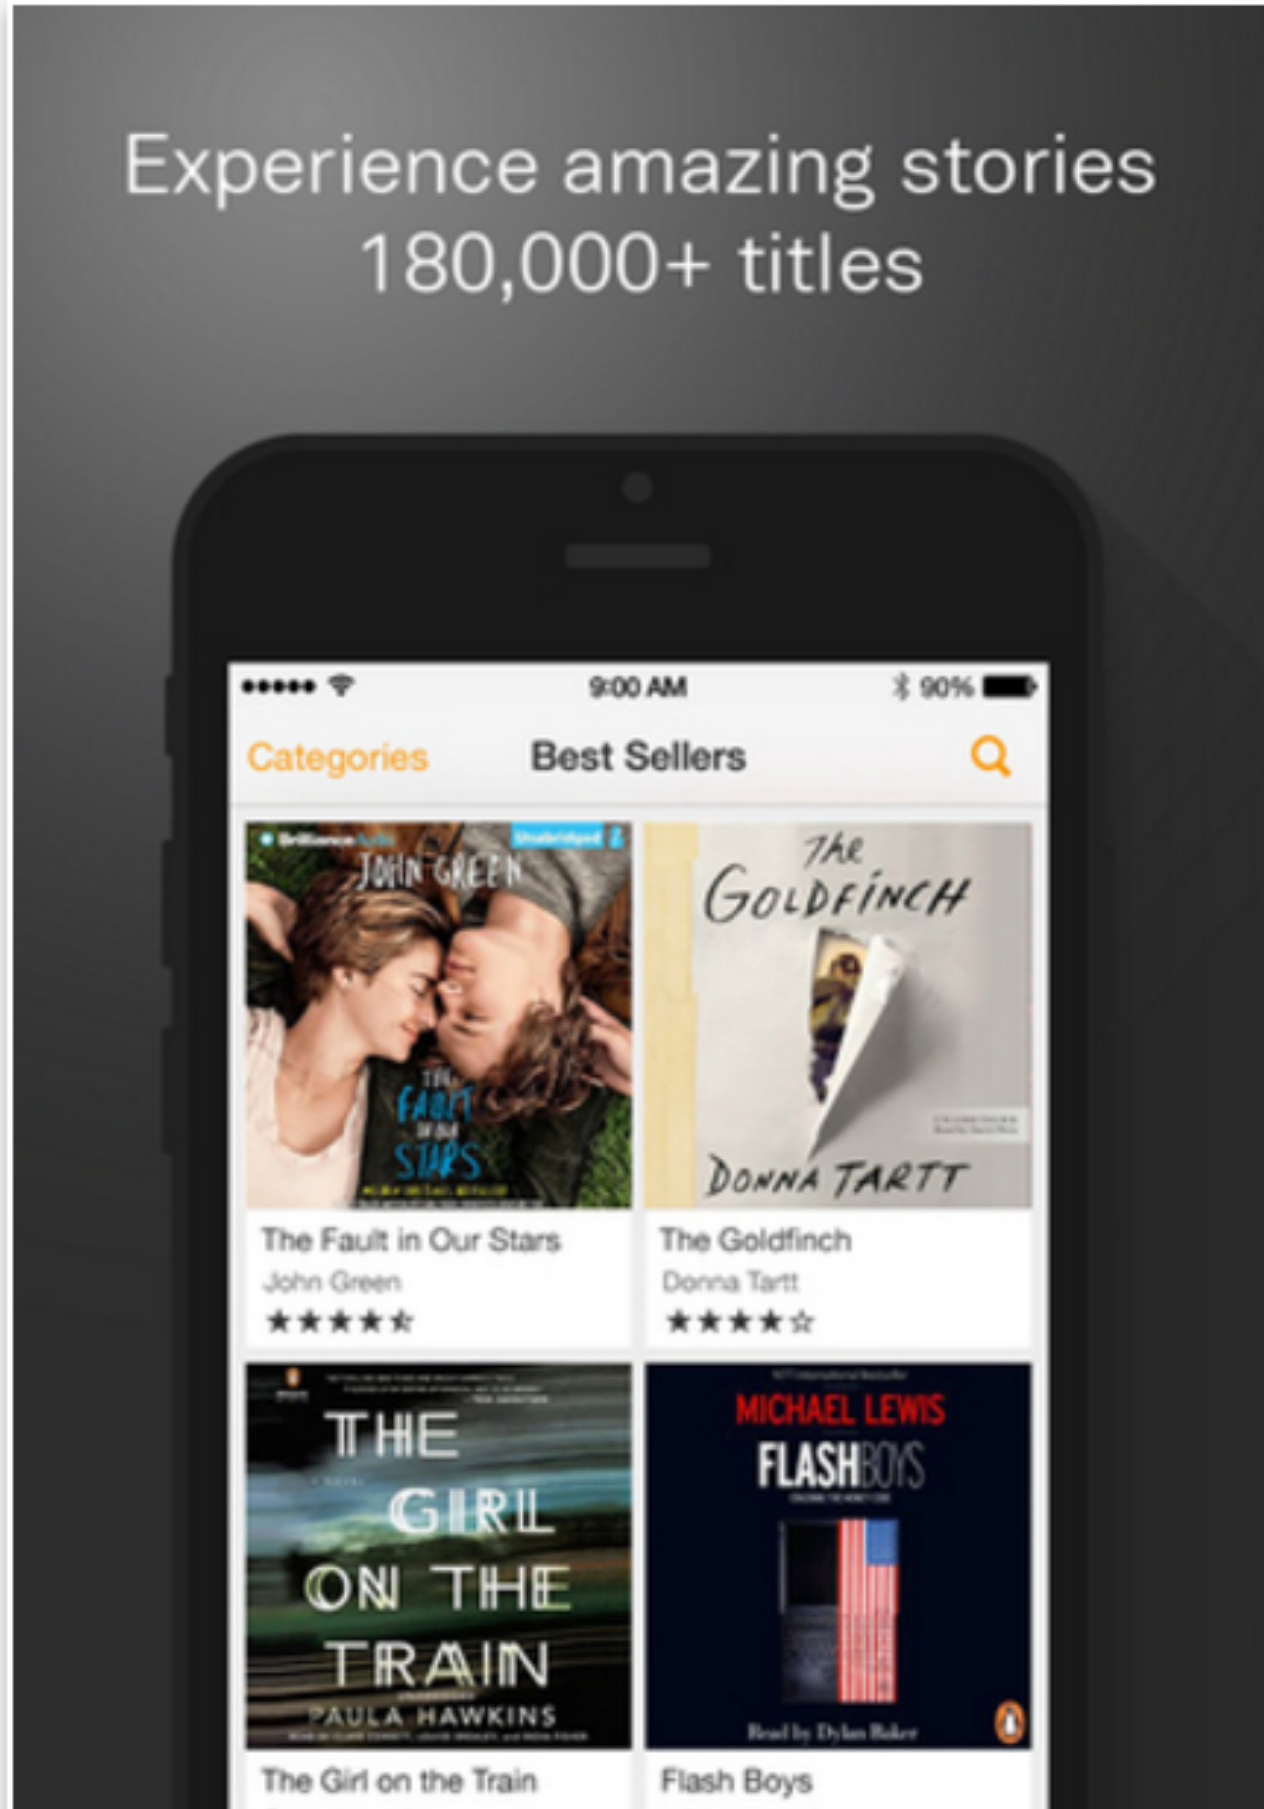 Experience amazing stories
180,000+ titles
9:00 AM
90%
Categories
Best Sellers
Brilliance Audio
Unabridged
JOHN GREEN
THE
FAULT
IN OUR
STARS
The Fault in Our Stars
John Green
The
GOLDFINCH
DONNA TARTT
The Goldfinch
Donna Tartt
THE
GIRL
ON THE
TRAIN
PAULA HAWKINS
The Girl on the Train
MICHAEL LEWIS
FLASH BOYS
Read by Dylan Baker
Flash Boys